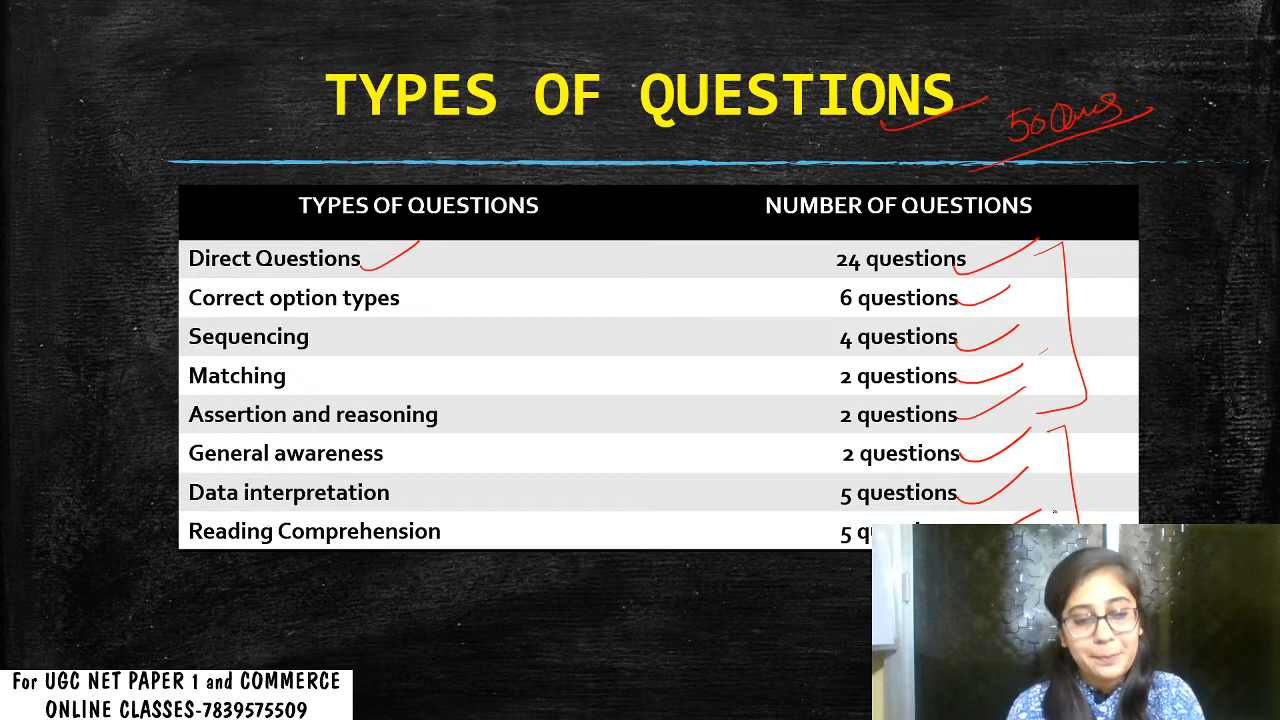 TYPES OF QUESTIONS
50 Ques
TYPES OF QUESTIONS NUMBER OF QUESTIONS
Direct Questions 24 questions
Correct option types 6 questions
Sequencing 4 questions
Matching 2 questions
Assertion and reasoning 2 questions
General awareness 2 questions
Data interpretation 5 questions
Reading Comprehension 5
For UGC NET PAPER 1 and COMMERCE
ONLINE CLASSES-7839575509